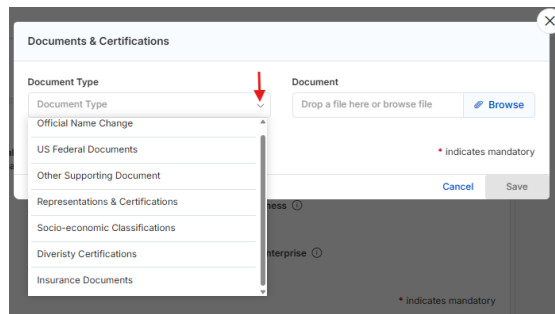 Documents & Certifications
Document Type
Document
Document Type
Drop a file here or browse file
Browse
Official Name Change
US Federal Documents
* indicates mandatory
Other Supporting Document
Cancel
Save
Representations & Certifications
ness
Socio-economic Classifications
Diveristy Certifications
nterprise
Insurance Documents
* indicates mandatory